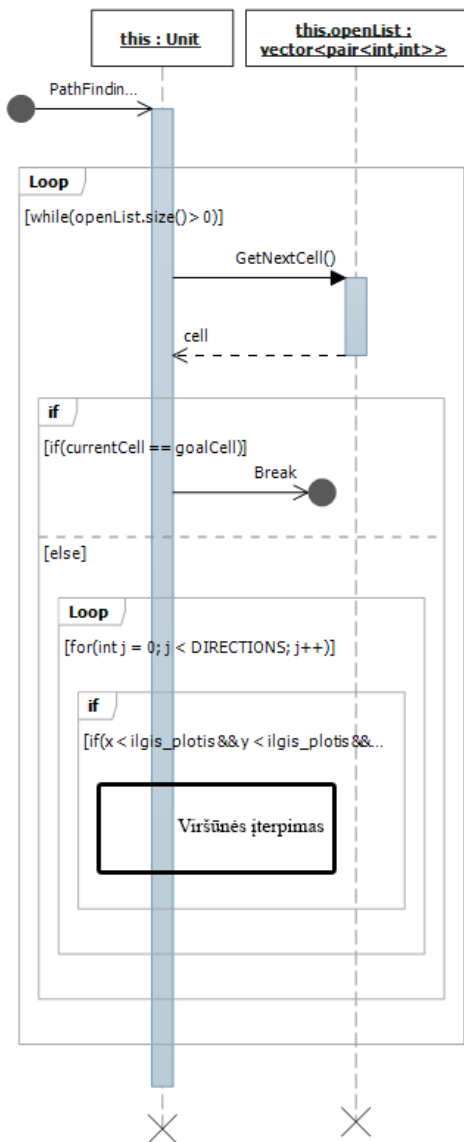 this : Unit
this.openList :
vector<pair<int,int>>
PathFindin...
Loop
[while(openList.size()> 0)]
GetNextCell()
cell
if
[if(currentCell == goalCell)]
Break
[else]
Loop
[for(int j = 0; j < DIRECTIONS; j++)]
if
[if(x < ilgis_plotis &&y < ilgis_plotis &&...
Viršūnės įterpimas